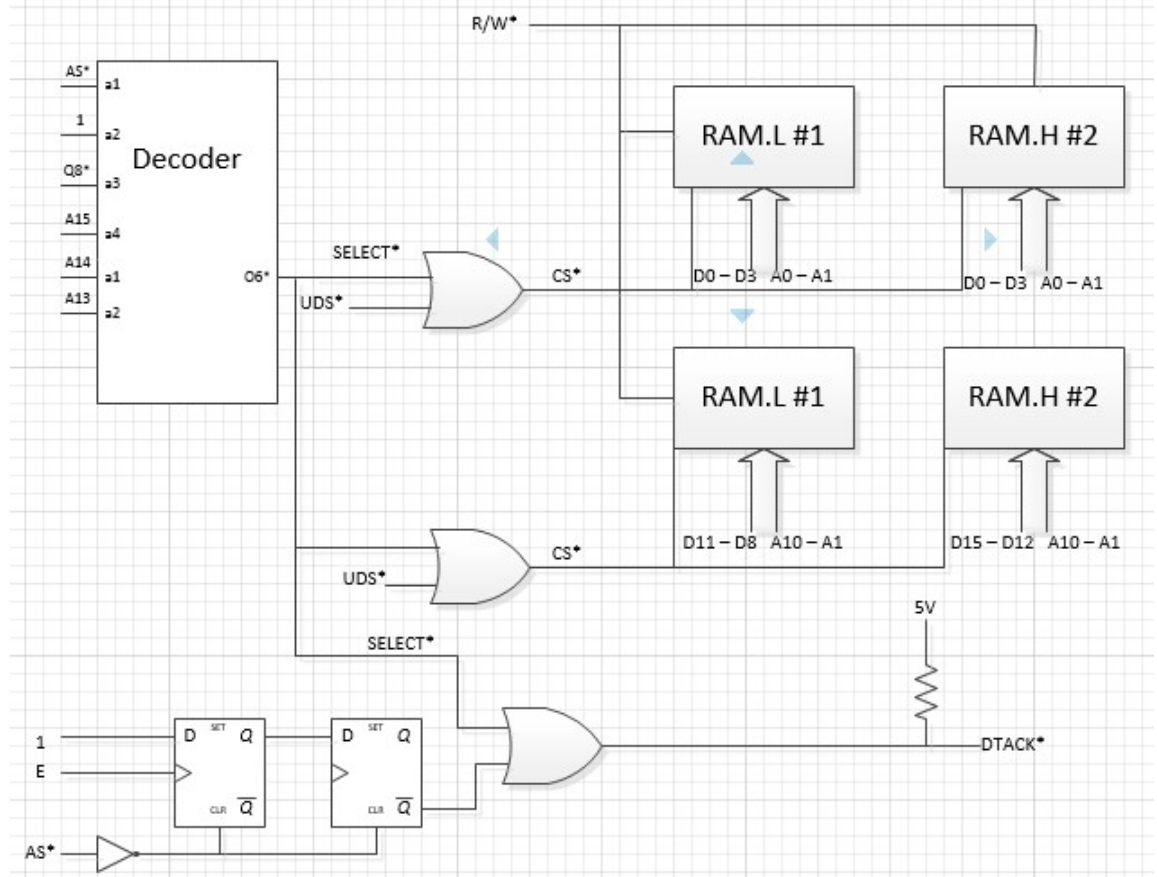 R/W*
AS*
a1
1
a2
Decoder
Q8*
a3
A15
a4
A14
a1
O6*
A13
a2
SELECT*
UDS*
CS*
RAM.L #1
RAM.H #2
D0 – D3 A0 – A1
D0 – D3 A0 – A1
RAM.L #1
RAM.H #2
D11 – D8 A10 – A1
D15 – D12 A10 – A1
CS*
UDS*
SELECT*
5V
DTACK*
1
D SET Q
D SET Q
E
CLR Q
CLR Q
AS*